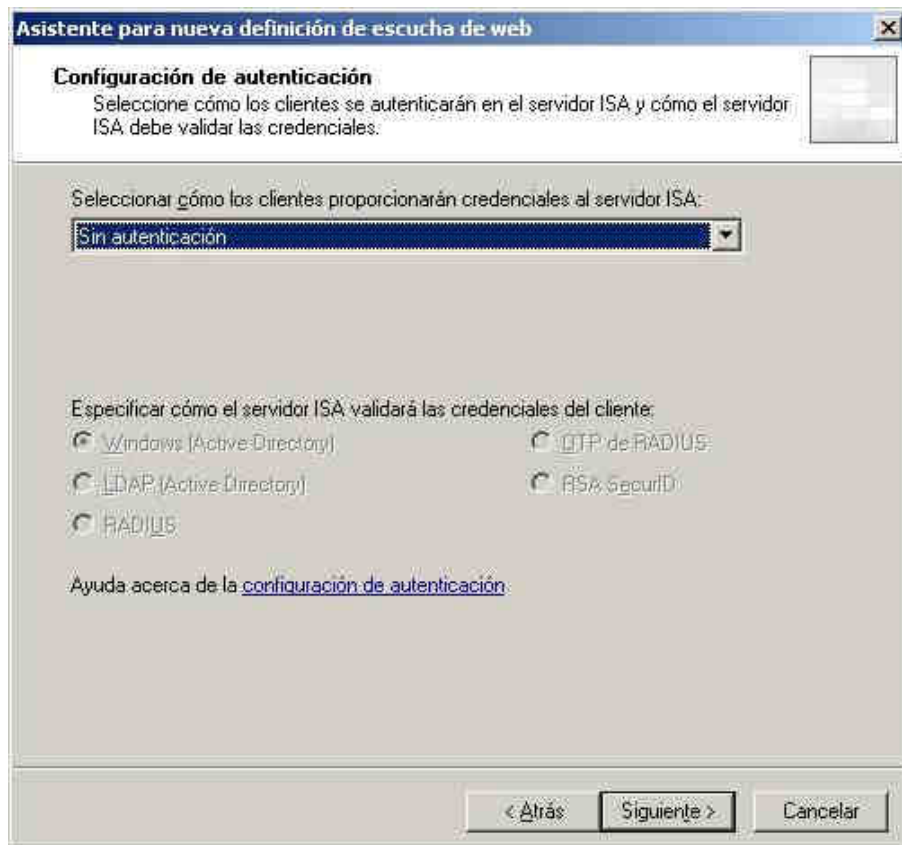 Asistente para nueva definición de escucha de web
Configuración de autenticación
Seleccione cómo los clientes se autenticarán en el servidor ISA y cómo el servidor
ISA debe validar las credenciales.
Seleccionar cómo los clientes proporcionarán credenciales al servidor ISA:
Sin autenticación
Especificar cómo el servidor ISA validará las credenciales del cliente:
Windows (Active Directory)
OTP de RADIUS
LDAP (Active Directory)
RSA SecurID
RADIUS
Ayuda acerca de la configuración de autenticación
< Atrás
Siguiente >
Cancelar